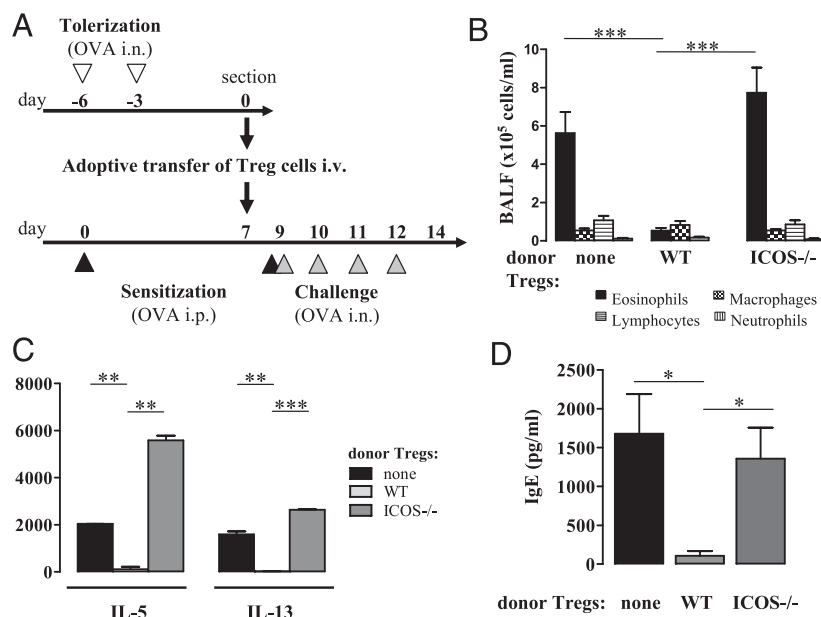 A
Tolerization
(OVA i.n.)
section
day -6 -3 0
Adoptive transfer of Treg cells i.v.
day 0 7 9 10 11 12 14
Sensitization Challenge
(OVA i.p.) (OVA i.n.)
B
*** ***
BALF (x10⁵ cells/ml)
10
8
6
4
2
0
donor none WT ICOS-/-
Tregs:
Eosinophils Macrophages
Lymphocytes Neutrophils
C
8000
6000
4000
2000
0
** **
** ***
IL-5 IL-13
donor Tregs:
none
WT
ICOS-/-
D
IgE (pg/ml)
2500
2000
1500
1000
500
0
* *
donor Tregs: none WT ICOS-/-